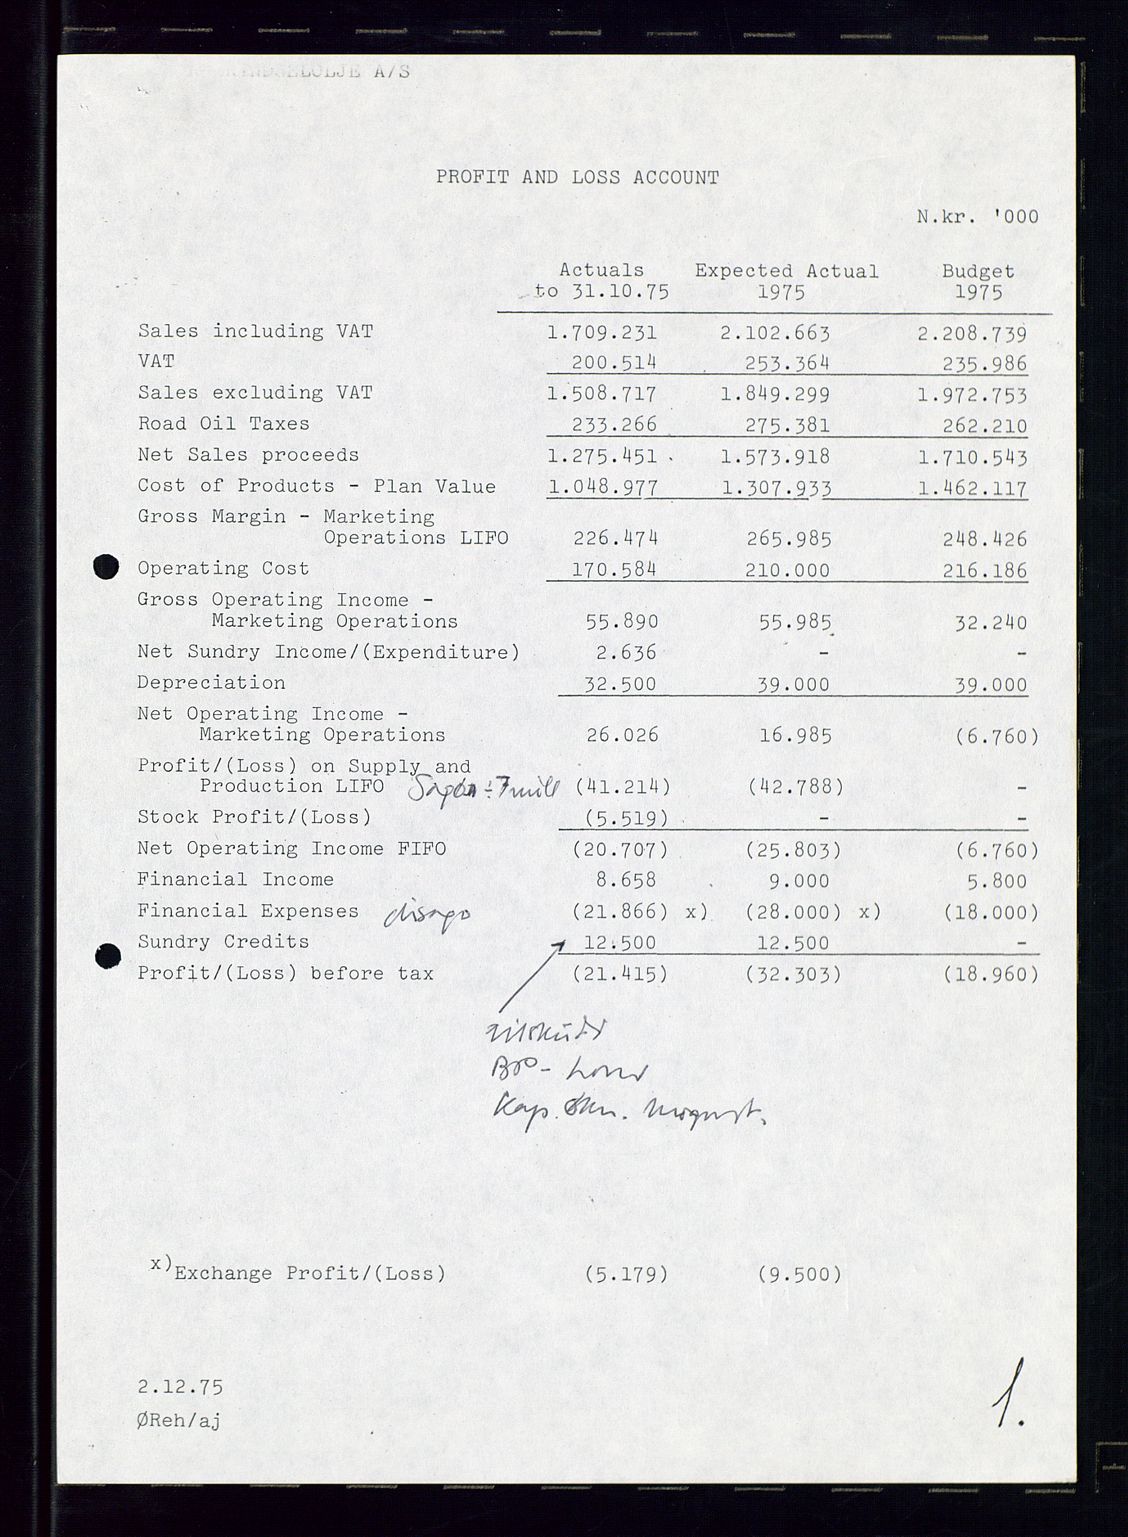 A/S
PROFIT AND LOSS ACCOUNT
N.kr. '000
Actuals Expected Actual Budget
to 31.10.75 1975 1975
Sales including VAT 1.709.231 2.102.663 2.208.739
VAT 200.514 253.364 235.986
Sales excluding VAT 1.508.717 1.849.299 1.972.753
Road Oil Taxes 233.266 275.381 262.210
Net Sales proceeds 1.275.451 1.573.918 1.710.543
Cost of Products - Plan Value 1.048.977 1.307.933 1.462.117
Gross Margin - Marketing
Operations LIFO 226.474 265.985 248.426
Operating Cost 170.584 210.000 216.186
Gross Operating Income -
Marketing Operations 55.890 55.985 32.240
Net Sundry Income/(Expenditure) 2.636 - -
Depreciation 32.500 39.000 39.000
Net Operating Income -
Marketing Operations 26.026 16.985 (6.760)
Profit/(Loss) on Supply and
Production LIFO (41.214) (42.788) -
Stock Profit/(Loss) (5.519) - -
Net Operating Income FIFO (20.707) (25.803) (6.760)
Financial Income 8.658 9.000 5.800
Financial Expenses disagio (21.866) x) (28.000) x) (18.000)
Sundry Credits 12.500 12.500 -
Profit/(Loss) before tax (21.415) (32.303) (18.960)
tilskudd
BP-
Kap.
x) Exchange Profit/(Loss) (5.179) (9.500)
2.12.75
ØReh/aj
1.